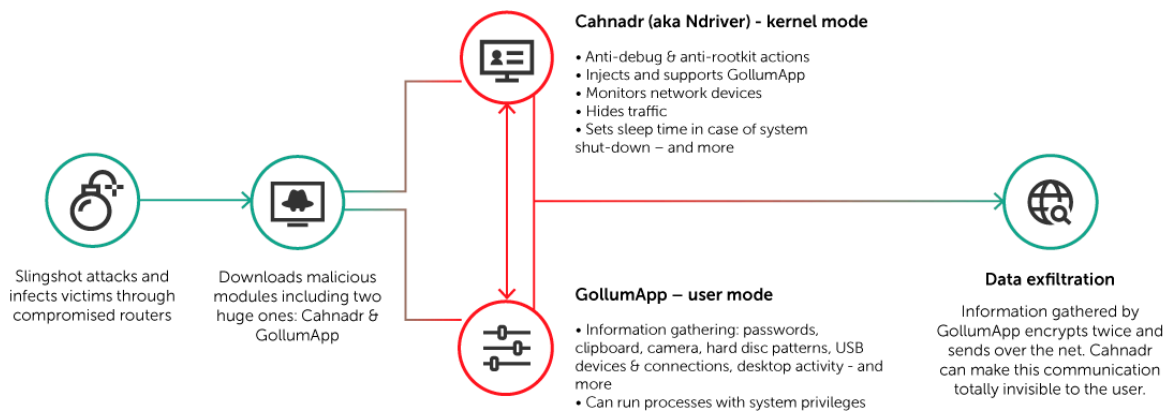 Cahnadr (aka Ndriver) - kernel mode
• Anti-debug & anti-rootkit actions
• Injects and supports GollumApp
• Monitors network devices
• Hides traffic
• Sets sleep time in case of system
shut-down – and more
Slingshot attacks and
infects victims through
compromised routers
Downloads malicious
modules including two
huge ones: Cahnadr &
GollumApp
GollumApp – user mode
• Information gathering: passwords,
clipboard, camera, hard disc patterns, USB
devices & connections, desktop activity - and
more
• Can run processes with system privileges
Data exfiltration
Information gathered by
GollumApp encrypts twice and
sends over the net. Cahnadr
can make this communication
totally invisible to the user.